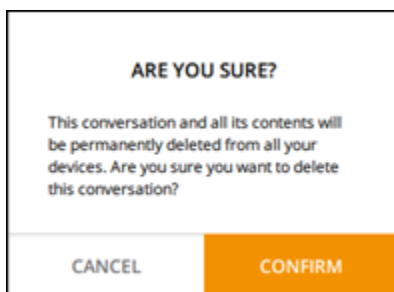 ARE YOU SURE?
This conversation and all its contents will
be permanently deleted from all your
devices. Are you sure you want to delete
this conversation?
CANCEL
CONFIRM